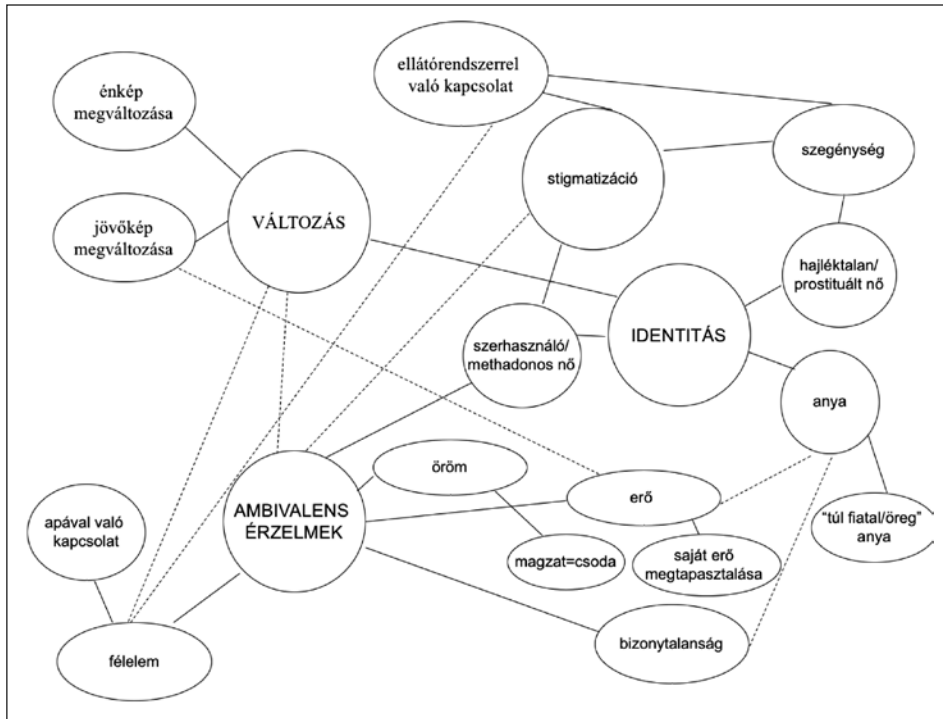 ellátórendszerrel
való kapcsolat
énkép
megváltozása
szegénység
stigmatizáció
VÁLTOZÁS
jövőkép
megváltozása
hajléktalan/
prostituált nő
IDENTITÁS
szerhasználó/
methadonos nő
anya
öröm
erő
AMBIVALENS
ÉRZELMEK
"túl fiatal/öreg"
anya
apával való
kapcsolat
magzat=csoda
saját erő
megtapasztalása
bizonytalanság
félelem